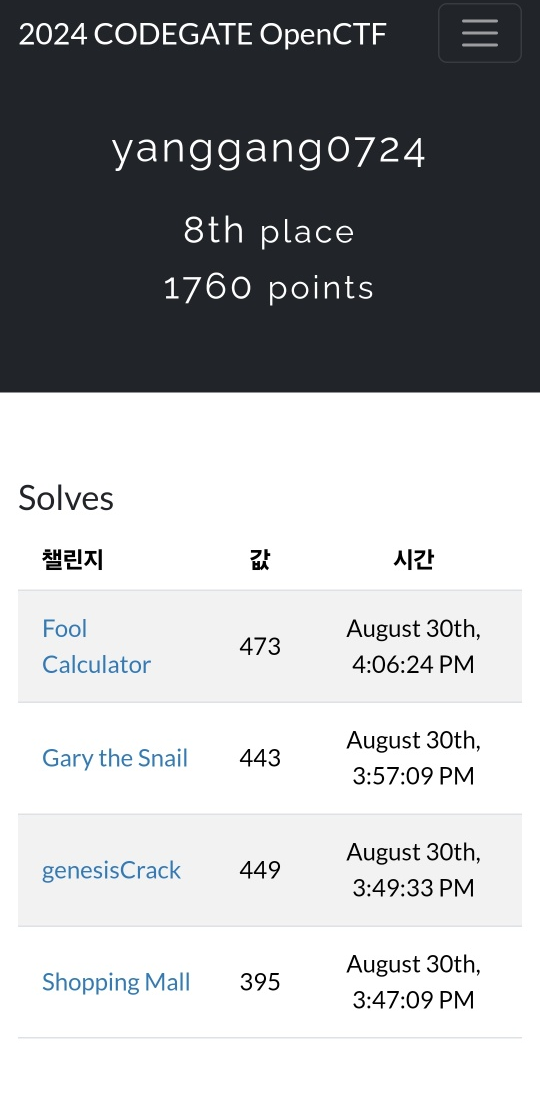 2024 CODEGATE OpenCTF
yanggang0724
8th place
1760 points
Solves
챌린지 값 시간
Fool Calculator 473 August 30th, 4:06:24 PM
Gary the Snail 443 August 30th, 3:57:09 PM
genesisCrack 449 August 30th, 3:49:33 PM
Shopping Mall 395 August 30th, 3:47:09 PM